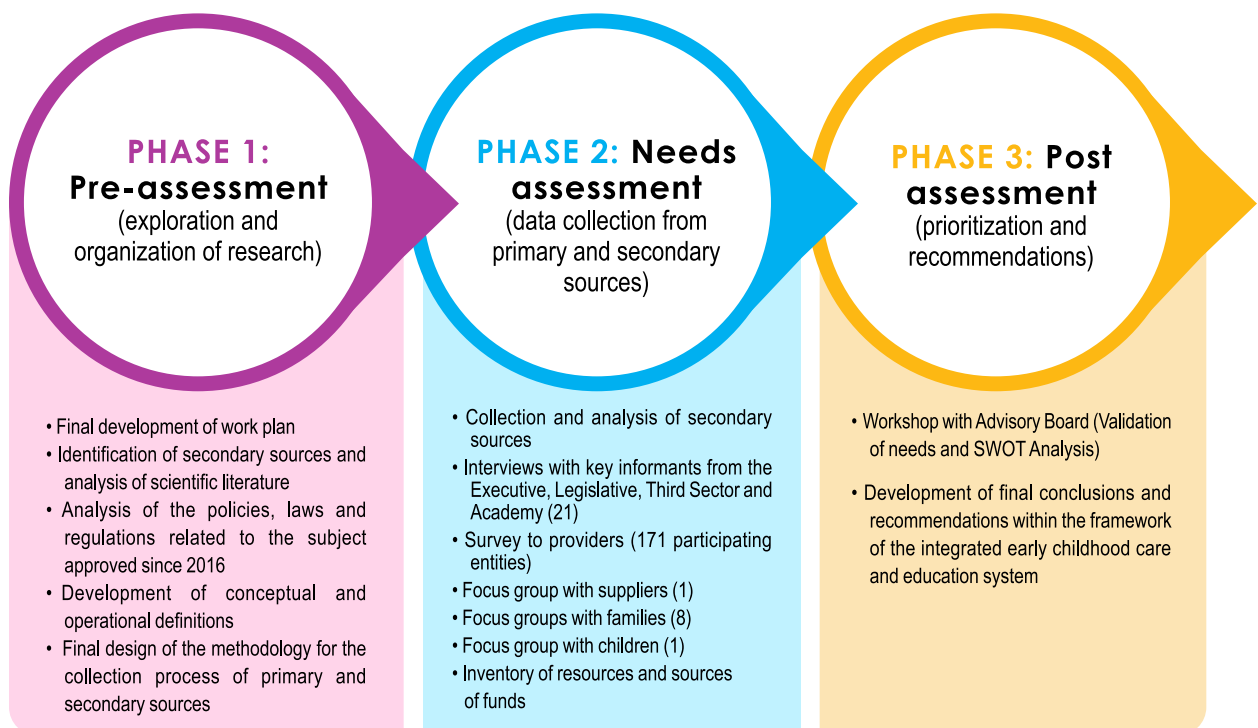 PHASE 1:
Pre-assessment
(exploration and
organization of research)
• Final development of work plan
• Identification of secondary sources and
analysis of scientific literature
• Analysis of the policies, laws and
regulations related to the subject
approved since 2016
• Development of conceptual and
operational definitions
• Final design of the methodology for the
collection process of primary and
secondary sources
PHASE 2: Needs
assessment
(data collection from
primary and secondary
sources)
• Collection and analysis of secondary
sources
• Interviews with key informants from the
Executive, Legislative, Third Sector and
Academy (21)
• Survey to providers (171 participating
entities)
• Focus group with suppliers (1)
• Focus groups with families (8)
• Focus group with children (1)
• Inventory of resources and sources
of funds
PHASE 3: Post
assessment
(prioritization and
recommendations)
• Workshop with Advisory Board (Validation
of needs and SWOT Analysis)
• Development of final conclusions and
recommendations within the framework
of the integrated early childhood care
and education system